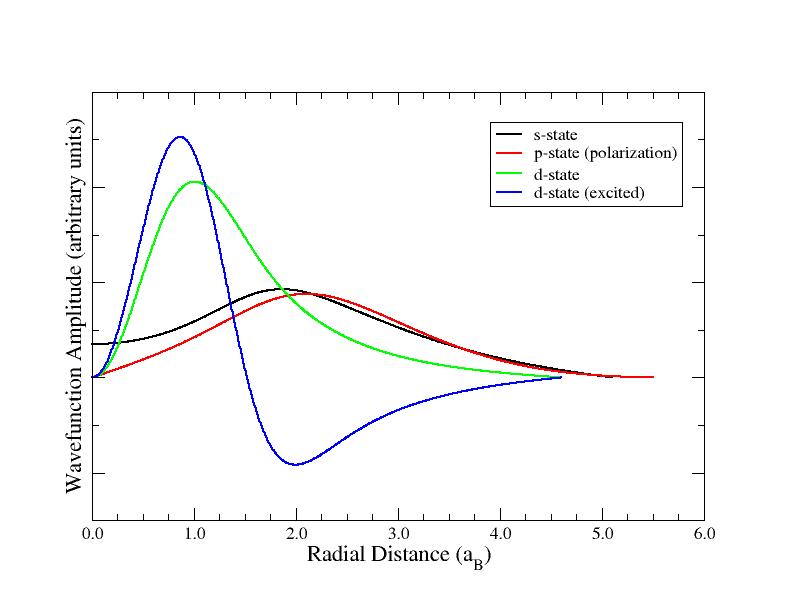 Wavefunction Amplitude (arbitrary units)
s-state
p-state (polarization)
d-state
d-state (excited)
0.0 1.0 2.0 3.0 4.0 5.0 6.0
Radial Distance (a_B)